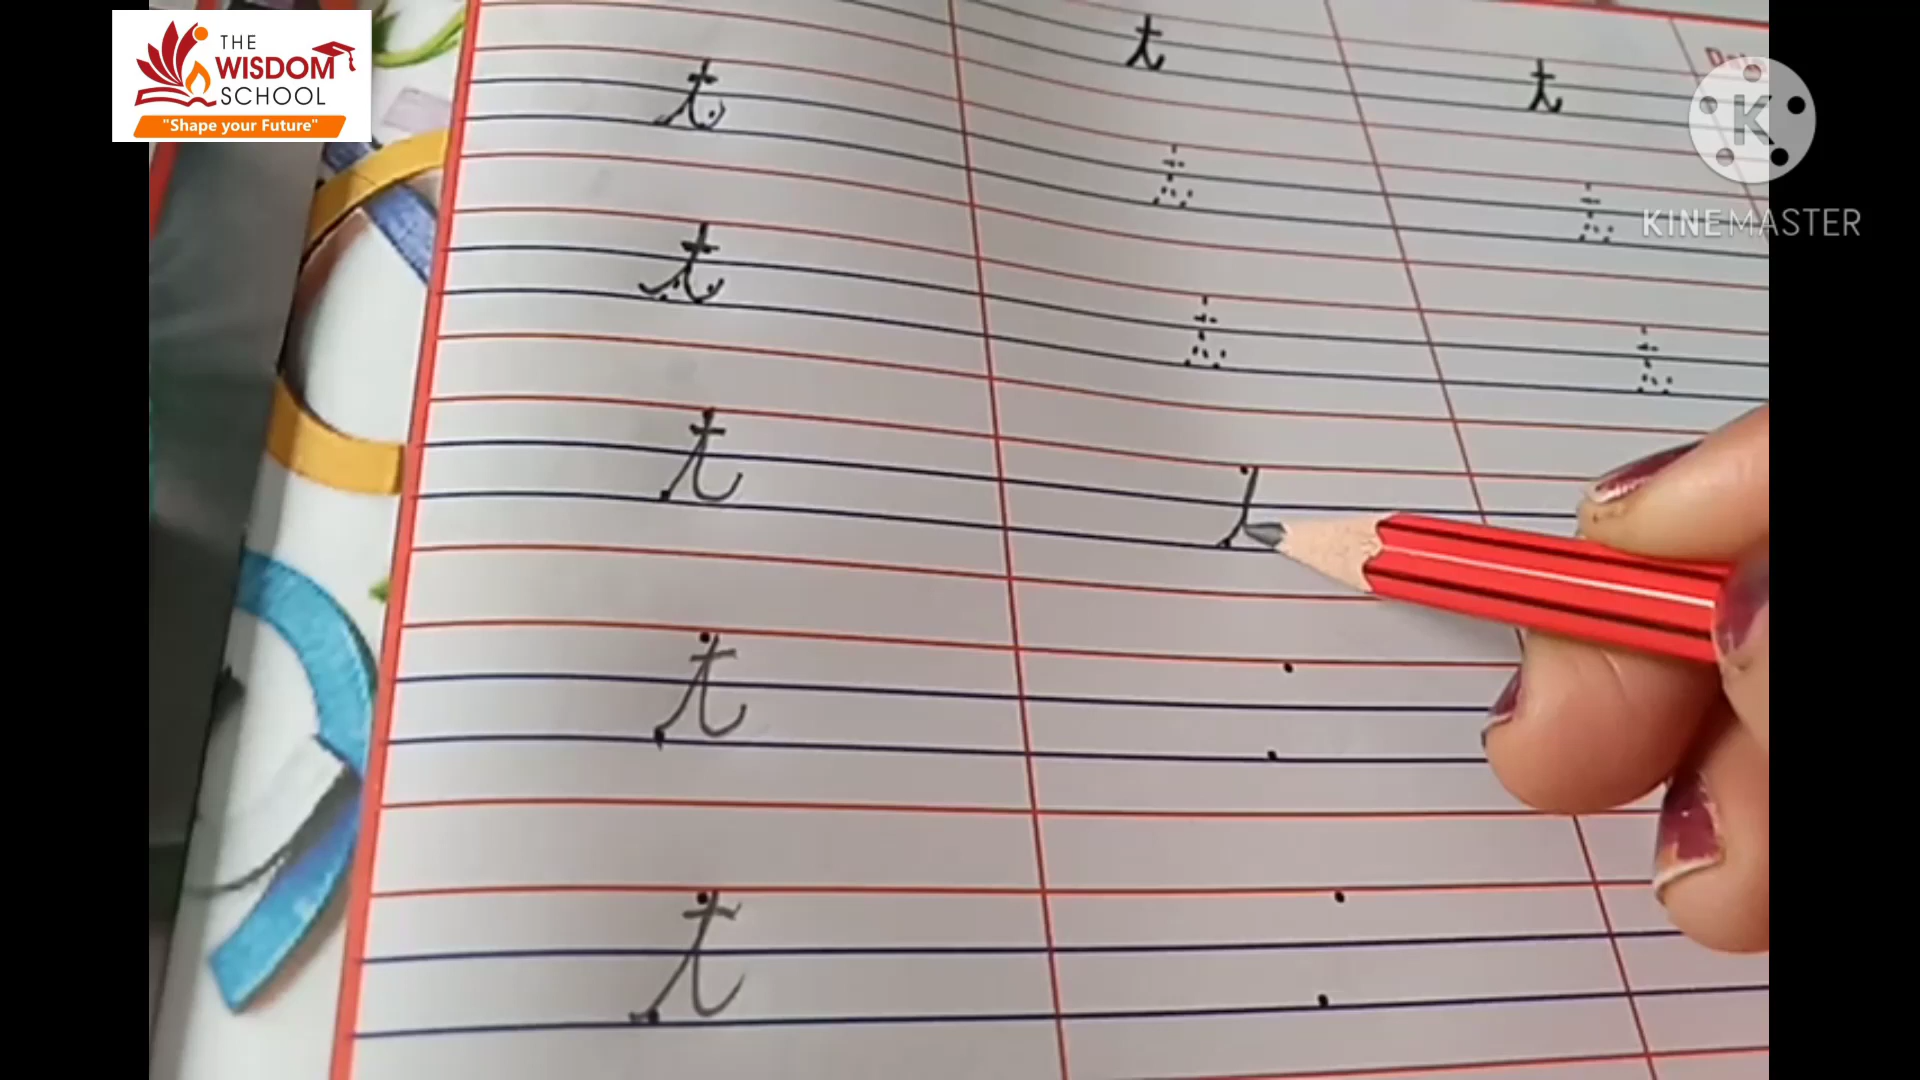 THE
WISDOM
SCHOOL
"Shape your Future"
K
KINEMASTER
t t t
t t t
t t t
t
t
t